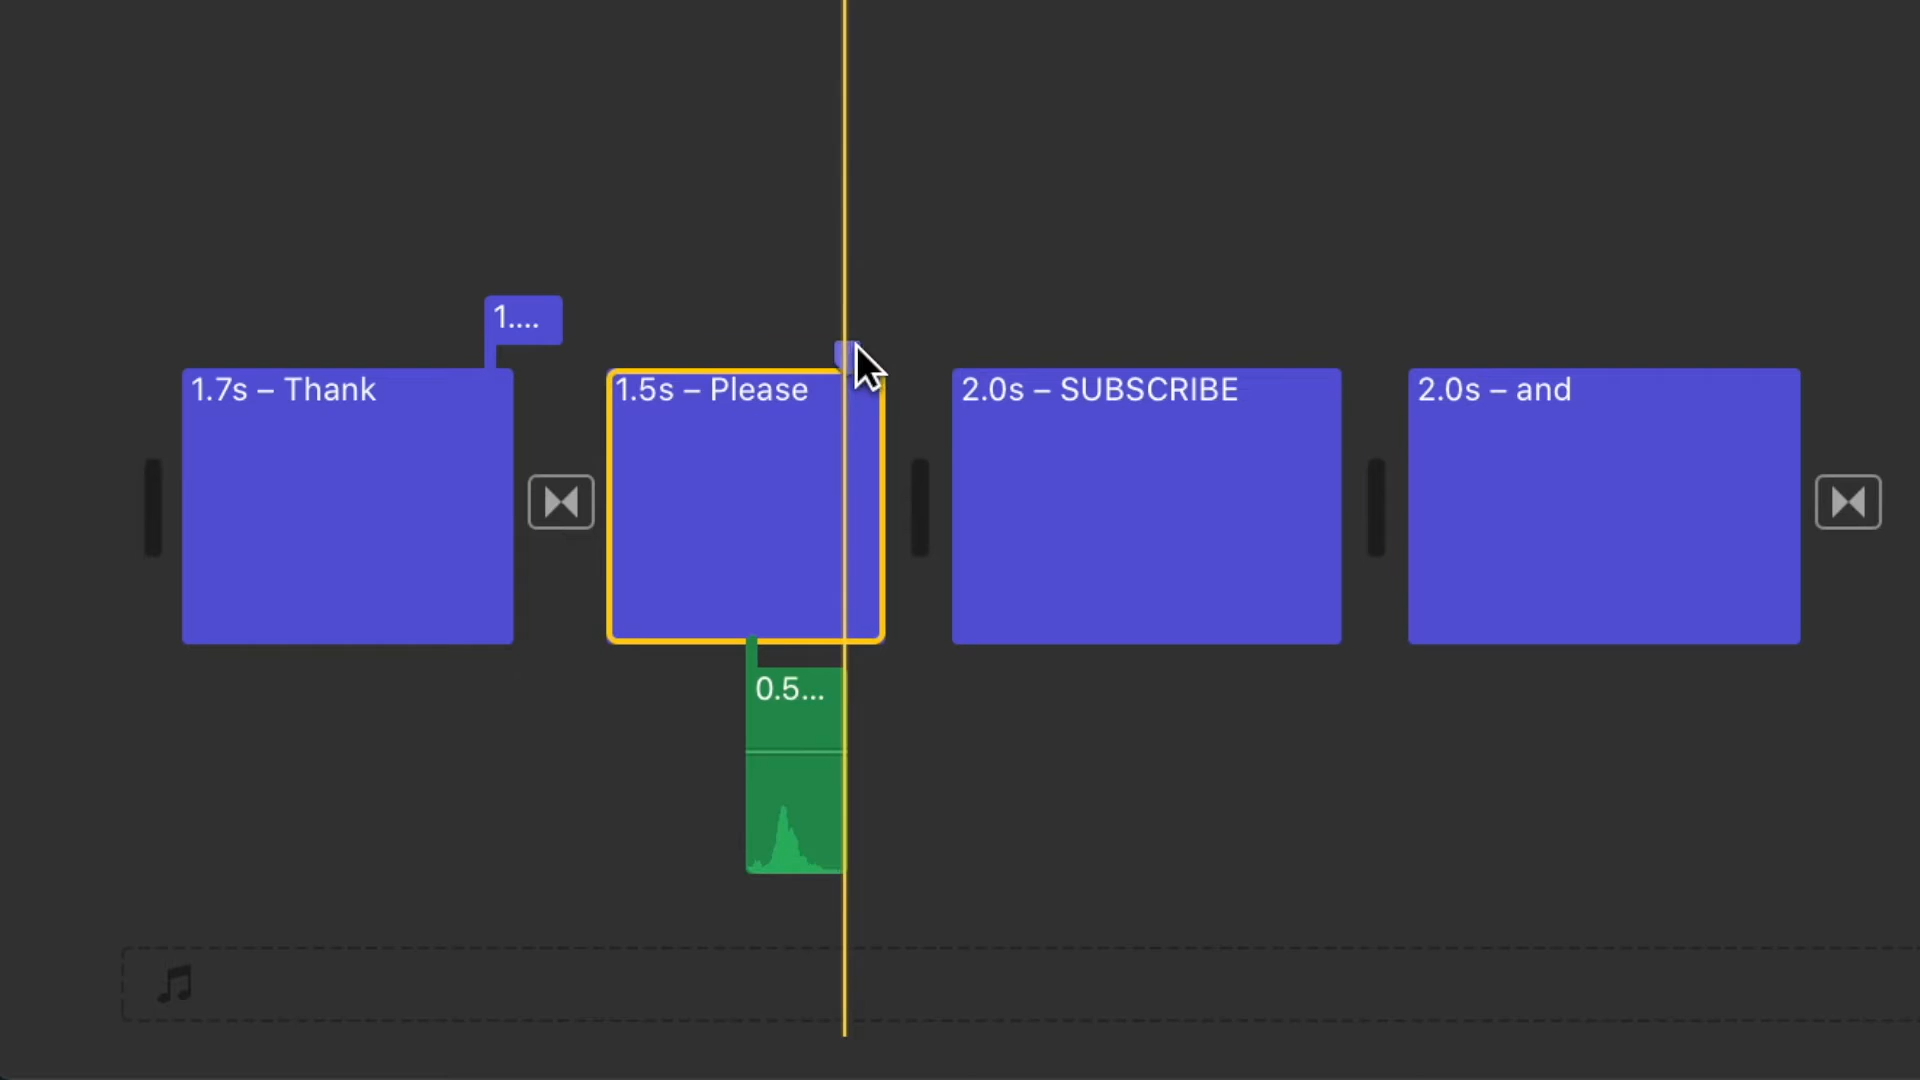 1....
1.7s – Thank
1.5s – Please
2.0s – SUBSCRIBE
2.0s – and
0.5...